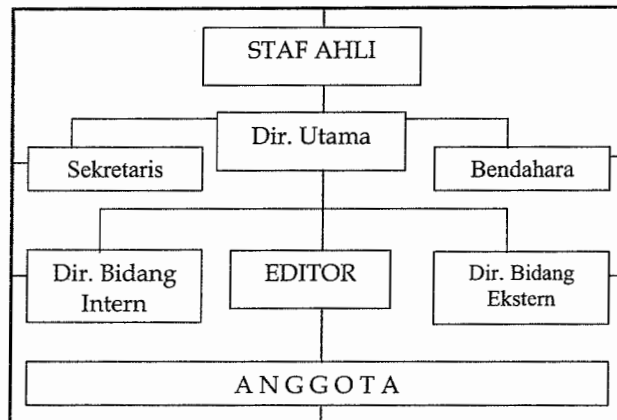 STAF AHLI
Dir. Utama
Sekretaris
Bendahara
Dir. Bidang
Intern
EDITOR
Dir. Bidang
Ekstern
A N G G O T A